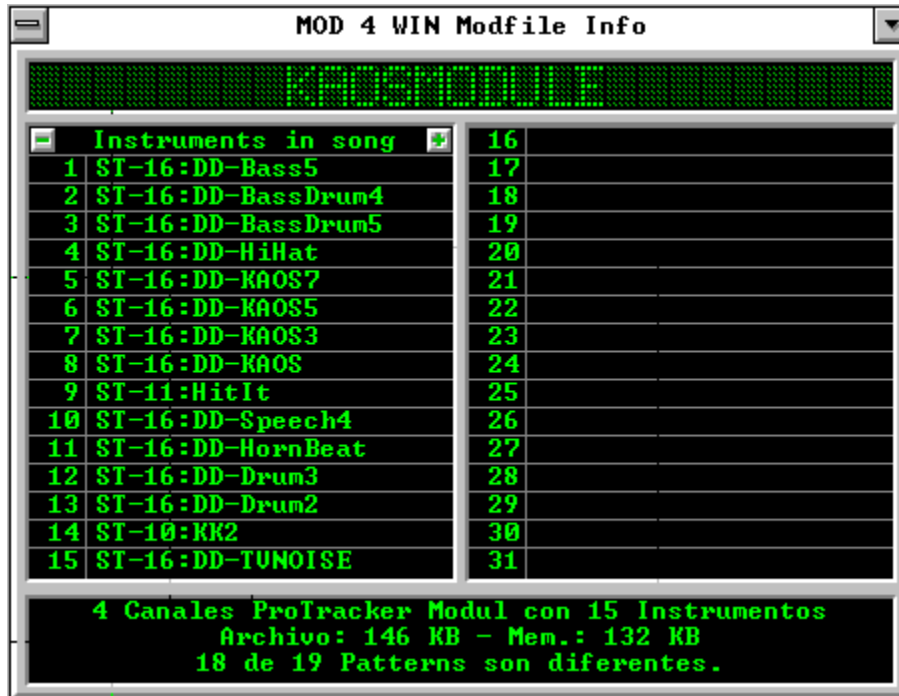 MOD 4 WIN Modfile Info
KAOSMODULE
Instruments in song
1 ST-16:DD-Bass5
2 ST-16:DD-BassDrum4
3 ST-16:DD-BassDrum5
4 ST-16:DD-HiHat
5 ST-16:DD-KAOS7
6 ST-16:DD-KAOS5
7 ST-16:DD-KAOS3
8 ST-16:DD-KAOS
9 ST-11:HitIt
10 ST-16:DD-Speech4
11 ST-16:DD-HornBeat
12 ST-16:DD-Drum3
13 ST-16:DD-Drum2
14 ST-10:KK2
15 ST-16:DD-TVNOISE
16
17
18
19
20
21
22
23
24
25
26
27
28
29
30
31
4 Canales ProTracker Modul con 15 Instrumentos
Archivo: 146 KB - Mem.: 132 KB
18 de 19 Patterns son diferentes.